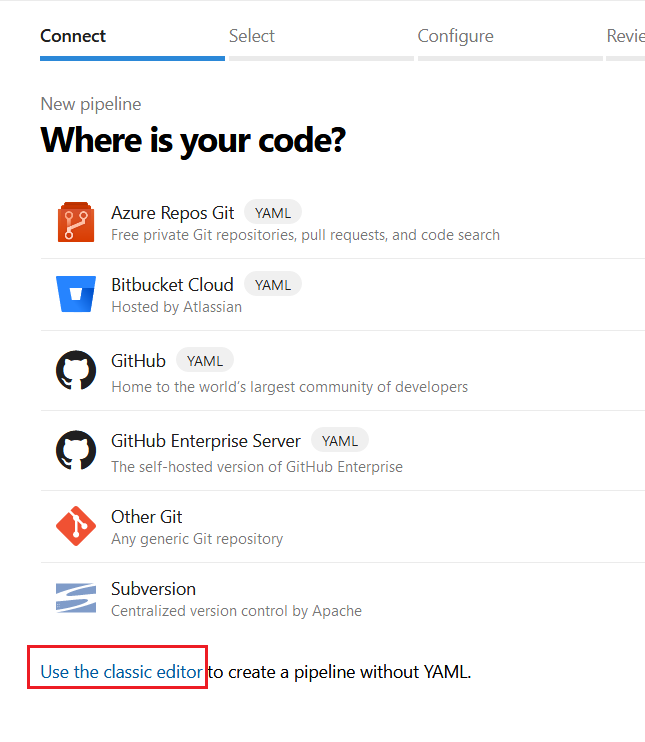 Connect Select Configure
New pipeline
Where is your code?
Azure Repos Git YAML
Free private Git repositories, pull requests, and code search
Bitbucket Cloud YAML
Hosted by Atlassian
GitHub YAML
Home to the world's largest community of developers
GitHub Enterprise Server YAML
The self-hosted version of GitHub Enterprise
Other Git
Any generic Git repository
Subversion
Centralized version control by Apache
Use the classic editor to create a pipeline without YAML.